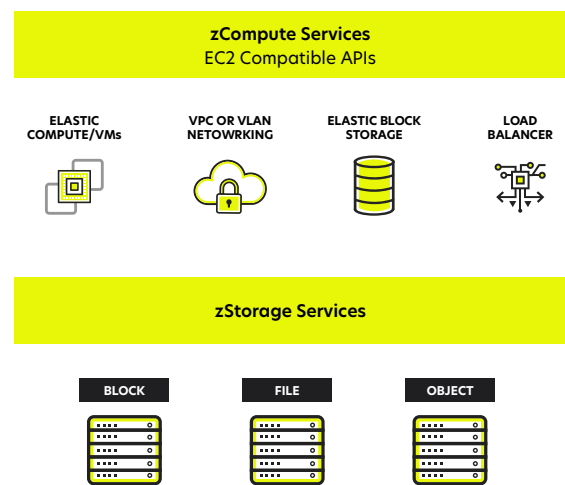 zCompute Services
EC2 Compatible APIs
ELASTIC
COMPUTE/VMs
VPC OR VLAN
NETOWRKING
ELASTIC BLOCK
STORAGE
LOAD
BALANCER
zStorage Services
BLOCK
FILE
OBJECT